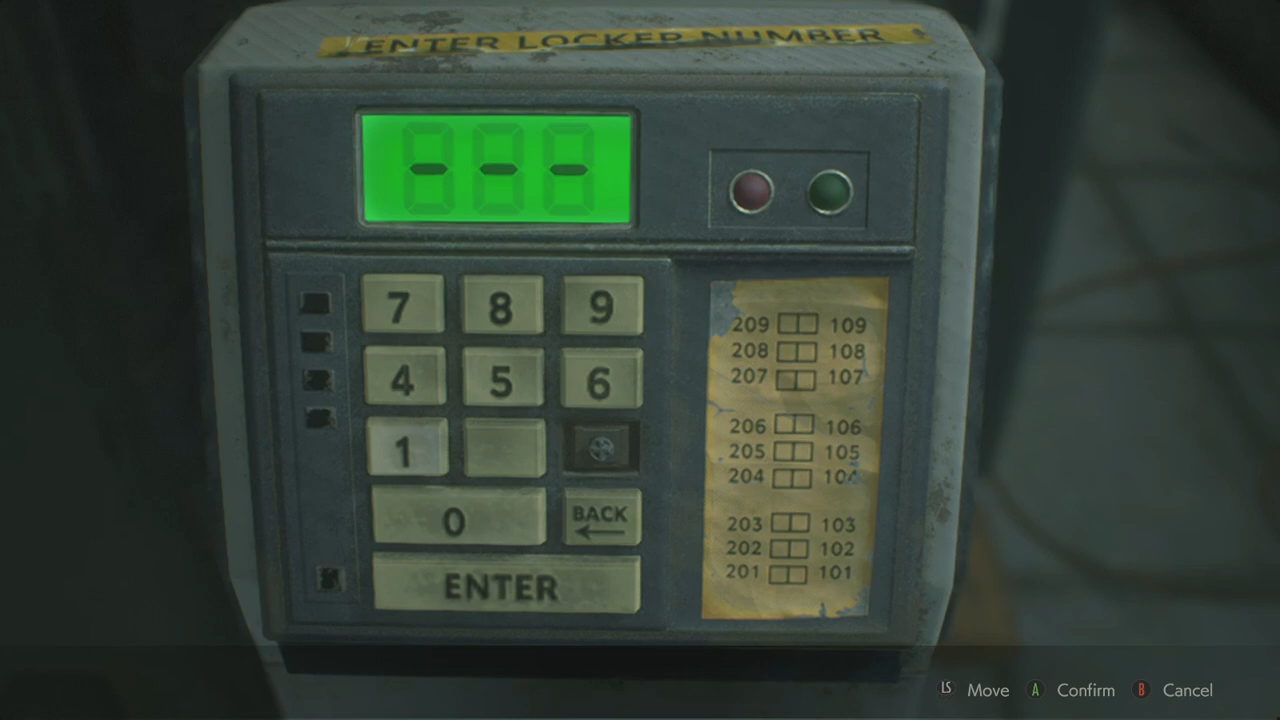 ENTER LOCKER NUMBER
7 8 9
4 5 6
1
0 BACK
ENTER
209 109
208 108
207 107
206 106
205 105
204 104
203 103
202 102
201 101
LS Move A Confirm B Cancel